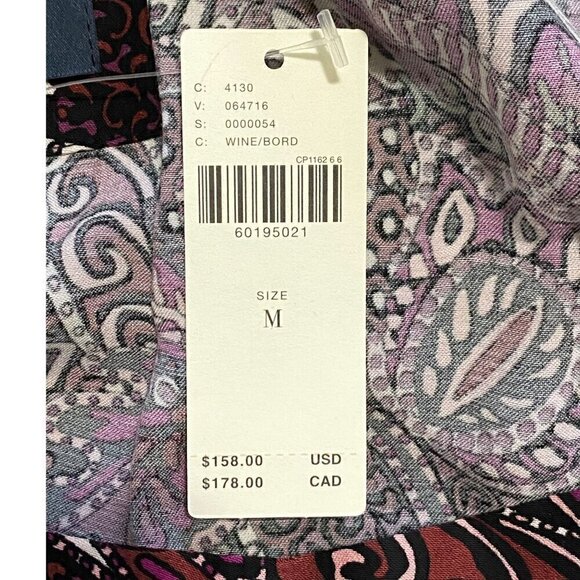 C: 4130
V: 064716
S: 0000054
C: WINE/BORD
CP1162 6 6
60195021
SIZE
M
$158.00 USD
$178.00 CAD